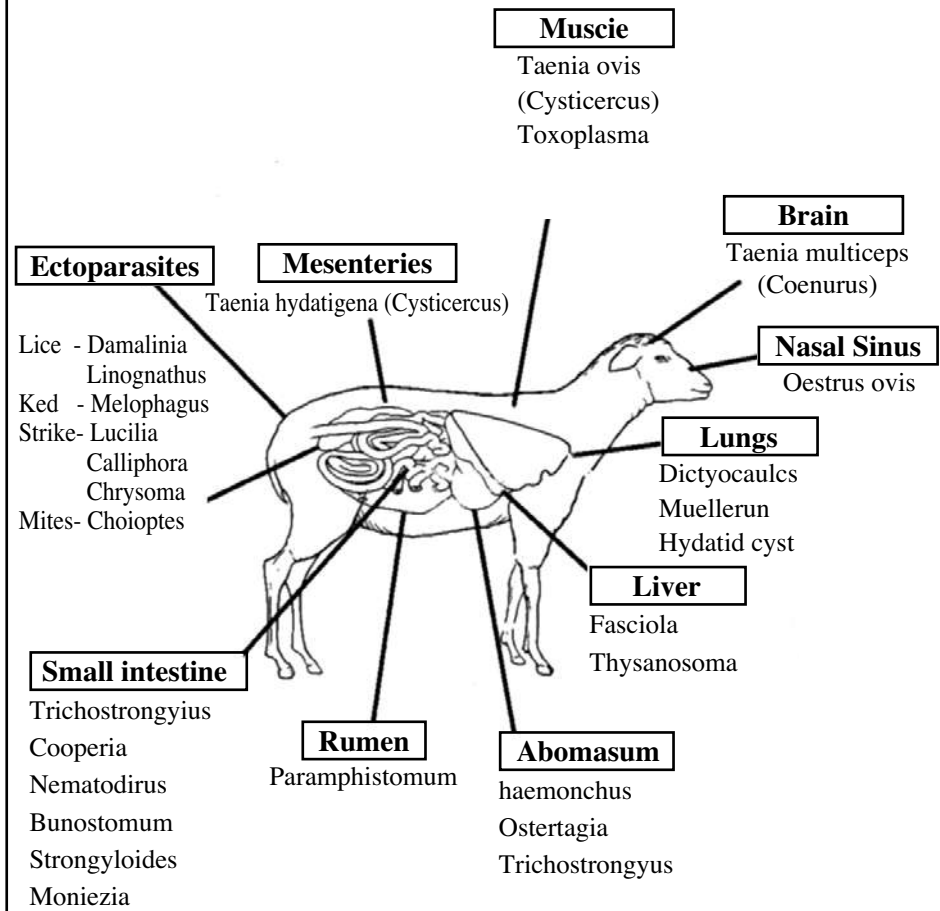 Muscie
Taenia ovis
(Cysticercus)
Toxoplasma
Brain
Taenia multiceps
(Coenurus)
Ectoparasites
Lice - Damalinia
Linognathus
Ked - Melophagus
Strike- Lucilia
Calliphora
Chrysoma
Mites- Choioptes
Mesenteries
Taenia hydatigena (Cysticercus)
Nasal Sinus
Oestrus ovis
Lungs
Dictyocaulcs
Muellerun
Hydatid cyst
Liver
Fasciola
Thysanosoma
Small intestine
Trichostrongyius
Cooperia
Nematodirus
Bunostomum
Strongyloides
Moniezia
Rumen
Paramphistomum
Abomasum
haemonchus
Ostertagia
Trichostrongyus